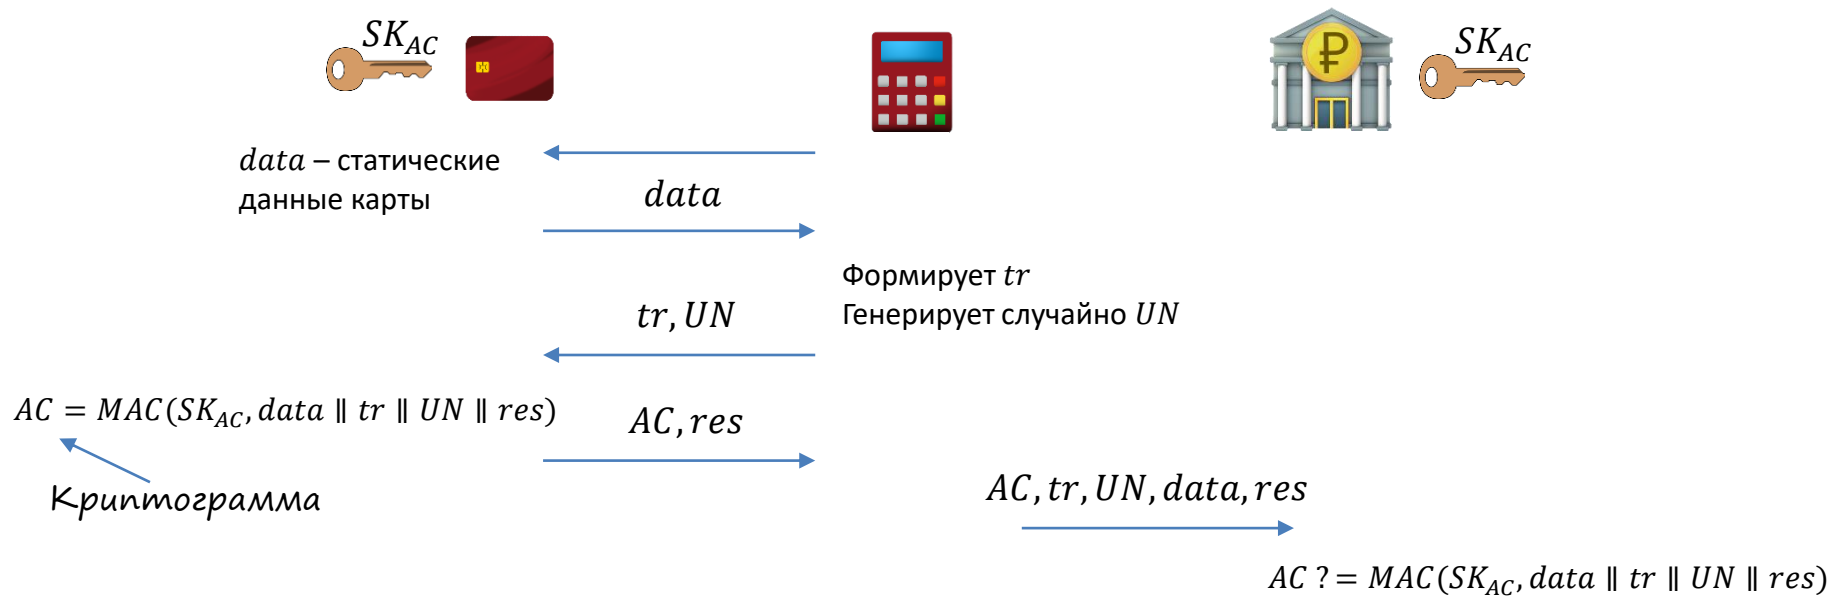 SK_AC
SK_AC
data – статические
данные карты
data
Формирует tr
Генерирует случайно UN
tr, UN
AC = MAC(SK_AC, data ∥ tr ∥ UN ∥ res)
AC, res
Криптограмма
AC, tr, UN, data, res
AC ?= MAC(SK_AC, data ∥ tr ∥ UN ∥ res)